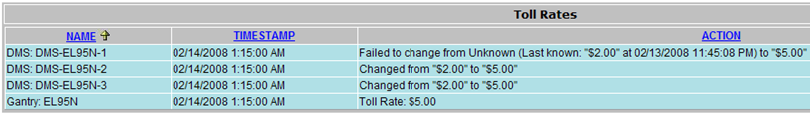 Toll Rates
NAME TIMESTAMP ACTION
DMS: DMS-EL95N-1 02/14/2008 1:15:00 AM Failed to change from Unknown (Last known: "$2.00" at 02/13/2008 11:45:08 PM) to "$5.00"
DMS: DMS-EL95N-2 02/14/2008 1:15:00 AM Changed from "$2.00" to "$5.00"
DMS: DMS-EL95N-3 02/14/2008 1:15:00 AM Changed from "$2.00" to "$5.00"
Gantry: EL95N 02/14/2008 1:15:00 AM Toll Rate: $5.00